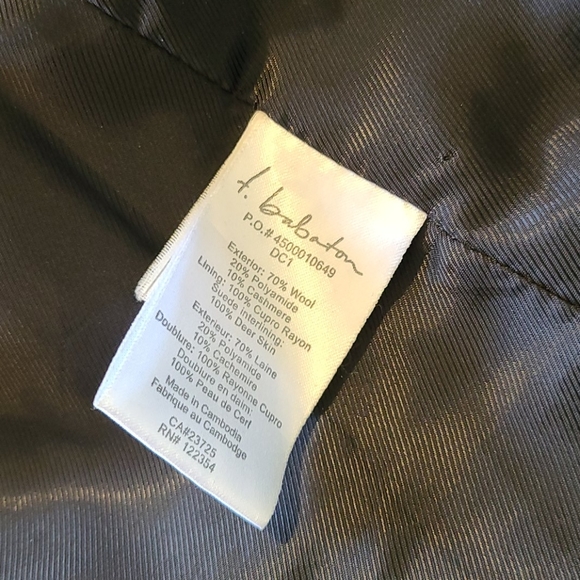 t. babaton
P.O.# 4500010649
DC1
Exterior: 70% Wool
20% Polyamide
10% Cashmere
Lining: 100% Cupro Rayon
Suede interlining:
100% Deer Skin
Exterieur: 70% Laine
20% Polyamide
10% Cachemire
Doublure: 100% Rayonne Cupro
Doublure en daim:
100% Peau de Cerf
Made in Cambodia
Fabrique au Cambodge
CA#23725
RN# 122354